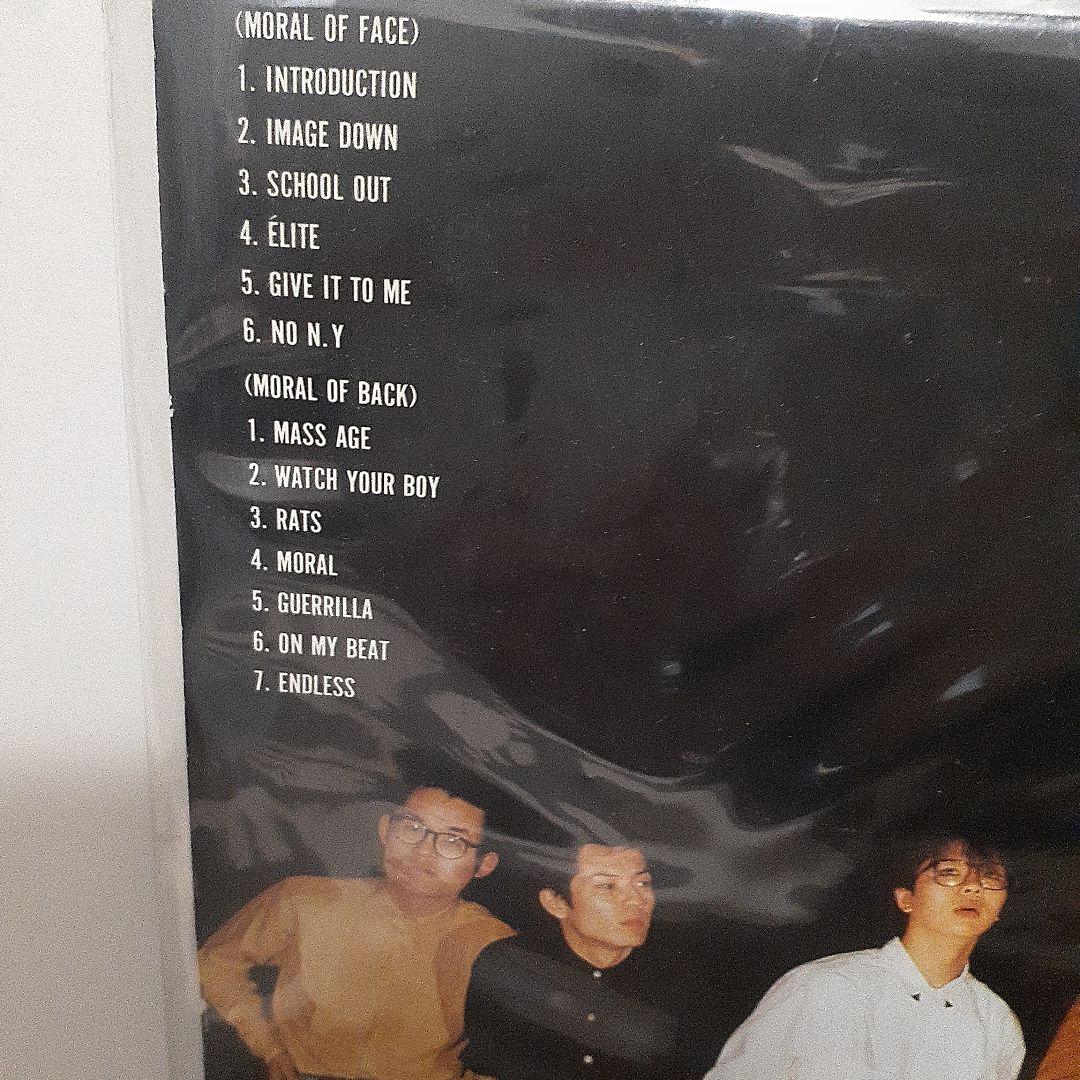 (MORAL OF FACE)
1. INTRODUCTION
2. IMAGE DOWN
3. SCHOOL OUT
4. ÉLITE
5. GIVE IT TO ME
6. NO N.Y
(MORAL OF BACK)
1. MASS AGE
2. WATCH YOUR BOY
3. RATS
4. MORAL
5. GUERRILLA
6. ON MY BEAT
7. ENDLESS